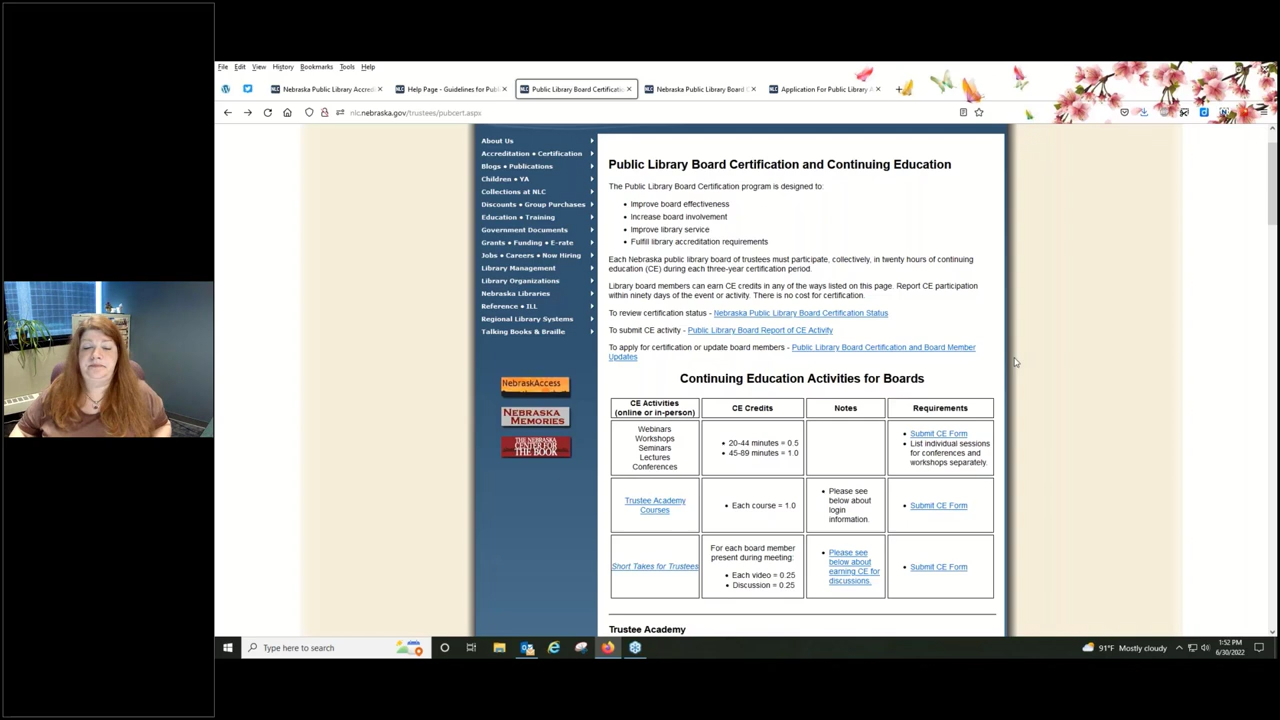 File Edit View History Bookmarks Tools Help
Nebraska Public Library Accred
Help Page - Guidelines for Publ
Public Library Board Certificatio
Nebraska Public Library Board C
Application For Public Library A
nlc.nebraska.gov/trustees/pubcert.aspx
About Us
Accreditation • Certification
Blogs • Publications
Children • YA
Collections at NLC
Discounts • Group Purchases
Education • Training
Government Documents
Grants • Funding • E-rate
Jobs • Careers • Now Hiring
Library Management
Library Organizations
Nebraska Libraries
Reference • ILL
Regional Library Systems
Talking Books & Braille
NebraskAccess
NEBRASKA
MEMORIES
THE NEBRASKA
CENTER FOR
THE BOOK
Public Library Board Certification and Continuing Education
The Public Library Board Certification program is designed to:
• Improve board effectiveness
• Increase board involvement
• Improve library service
• Fulfill library accreditation requirements
Each Nebraska public library board of trustees must participate, collectively, in twenty hours of continuing
education (CE) during each three-year certification period.
Library board members can earn CE credits in any of the ways listed on this page. Report CE participation
within ninety days of the event or activity. There is no cost for certification.
To review certification status - Nebraska Public Library Board Certification Status
To submit CE activity - Public Library Board Report of CE Activity
To apply for certification or update board members - Public Library Board Certification and Board Member
Updates
Continuing Education Activities for Boards
CE Activities
(online or in-person)
CE Credits
Notes
Requirements
Webinars
Workshops
Seminars
Lectures
Conferences
• 20-44 minutes = 0.5
• 45-89 minutes = 1.0
• Submit CE Form
• List individual sessions
for conferences and
workshops separately.
Trustee Academy
Courses
• Each course = 1.0
• Please see
below about
login
information.
• Submit CE Form
Short Takes for Trustees
For each board member
present during meeting:
• Each video = 0.25
• Discussion = 0.25
• Please see
below about
earning CE for
discussions.
• Submit CE Form
Trustee Academy
Type here to search
91°F Mostly cloudy
1:52 PM
6/30/2022